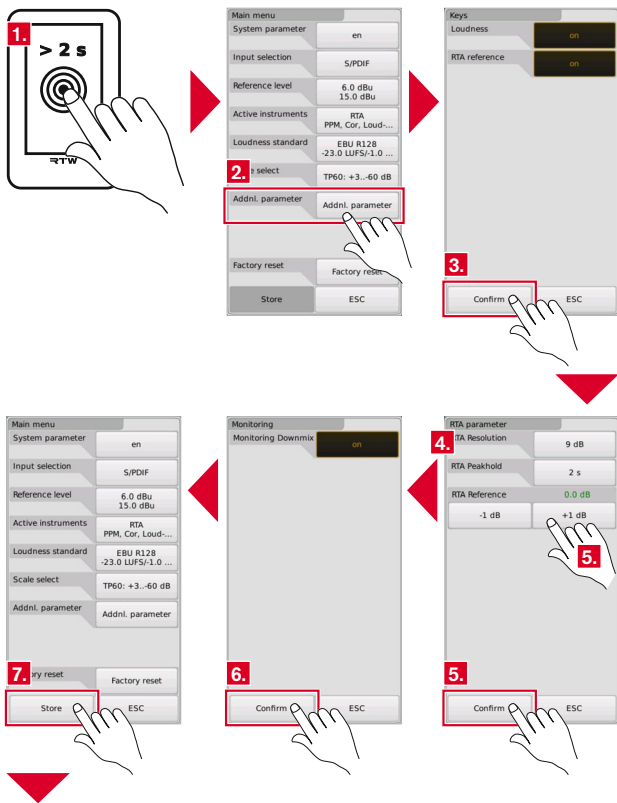 1.
> 2 s
RTW
Main menu
System parameter
en
Input selection
S/PDIF
Reference level
6.0 dBu
15.0 dBu
Active instruments
RTA
PPM, Cor, Loud-...
Loudness standard
EBU R128
-23.0 LUFS/-1.0 ...
2.
select
TP60: +3..-60 dB
Addnl. parameter
Addnl. parameter
Factory reset
Factory reset
Store
ESC
Keys
Loudness
on
RTA reference
on
3.
Confirm
ESC
RTA parameter
4.
RTA Resolution
9 dB
RTA Peakhold
2 s
RTA Reference
0.0 dB
-1 dB
+1 dB
5.
5.
Confirm
ESC
Monitoring
Monitoring Downmix
on
6.
Confirm
ESC
Main menu
System parameter
en
Input selection
S/PDIF
Reference level
6.0 dBu
15.0 dBu
Active instruments
RTA
PPM, Cor, Loud-...
Loudness standard
EBU R128
-23.0 LUFS/-1.0 ...
Scale select
TP60: +3..-60 dB
Addnl. parameter
Addnl. parameter
7.
reset
Factory reset
Store
ESC